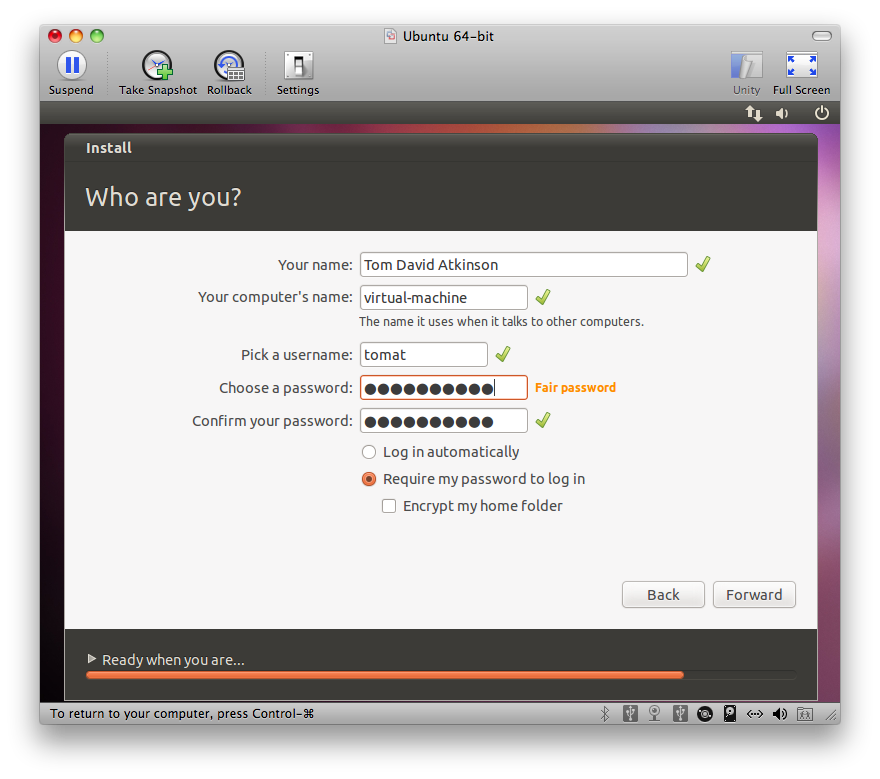 Ubuntu 64-bit
Suspend Take Snapshot Rollback Settings Unity Full Screen
Install
Who are you?
Your name: Tom David Atkinson
Your computer's name: virtual-machine
The name it uses when it talks to other computers.
Pick a username: tomat
Choose a password: ●●●●●●●●●● Fair password
Confirm your password: ●●●●●●●●●●
Log in automatically
Require my password to log in
Encrypt my home folder
Back Forward
Ready when you are...
To return to your computer, press Control-⌘